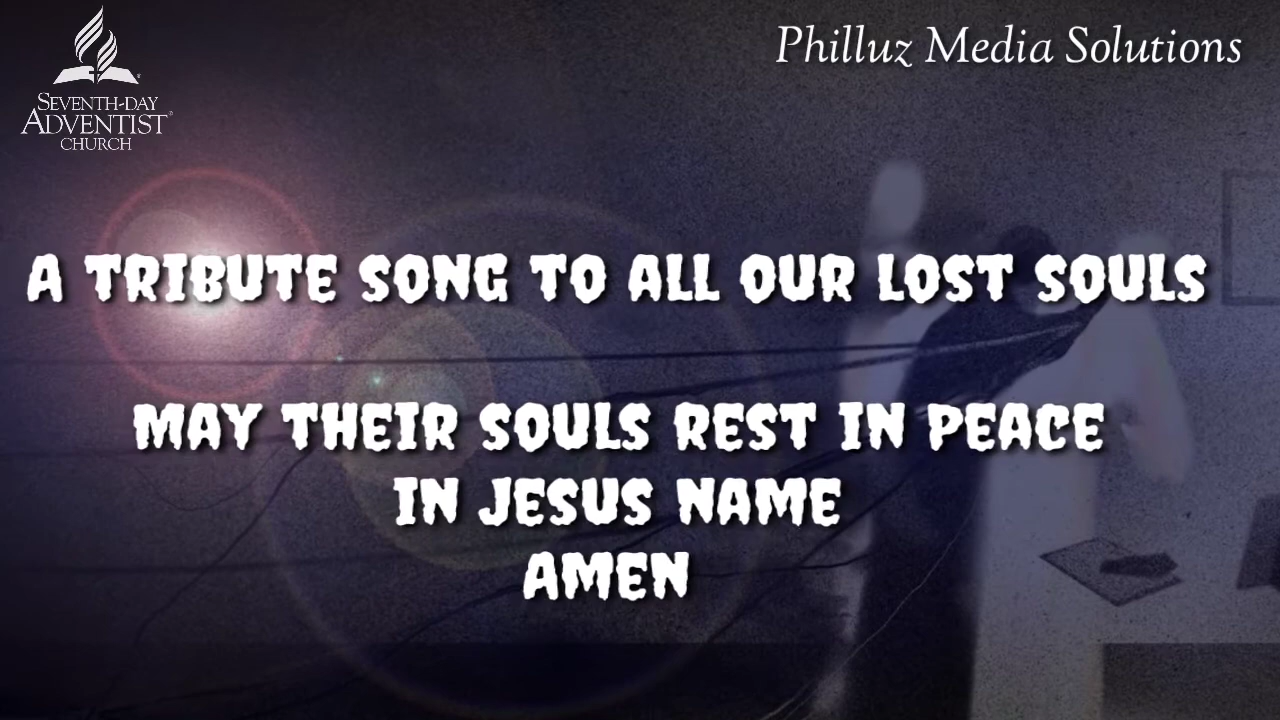 SEVENTH-DAY
ADVENTIST
CHURCH
Philluz Media Solutions
A TRIBUTE SONG TO ALL OUR LOST SOULS
MAY THEIR SOULS REST IN PEACE
IN JESUS NAME
AMEN